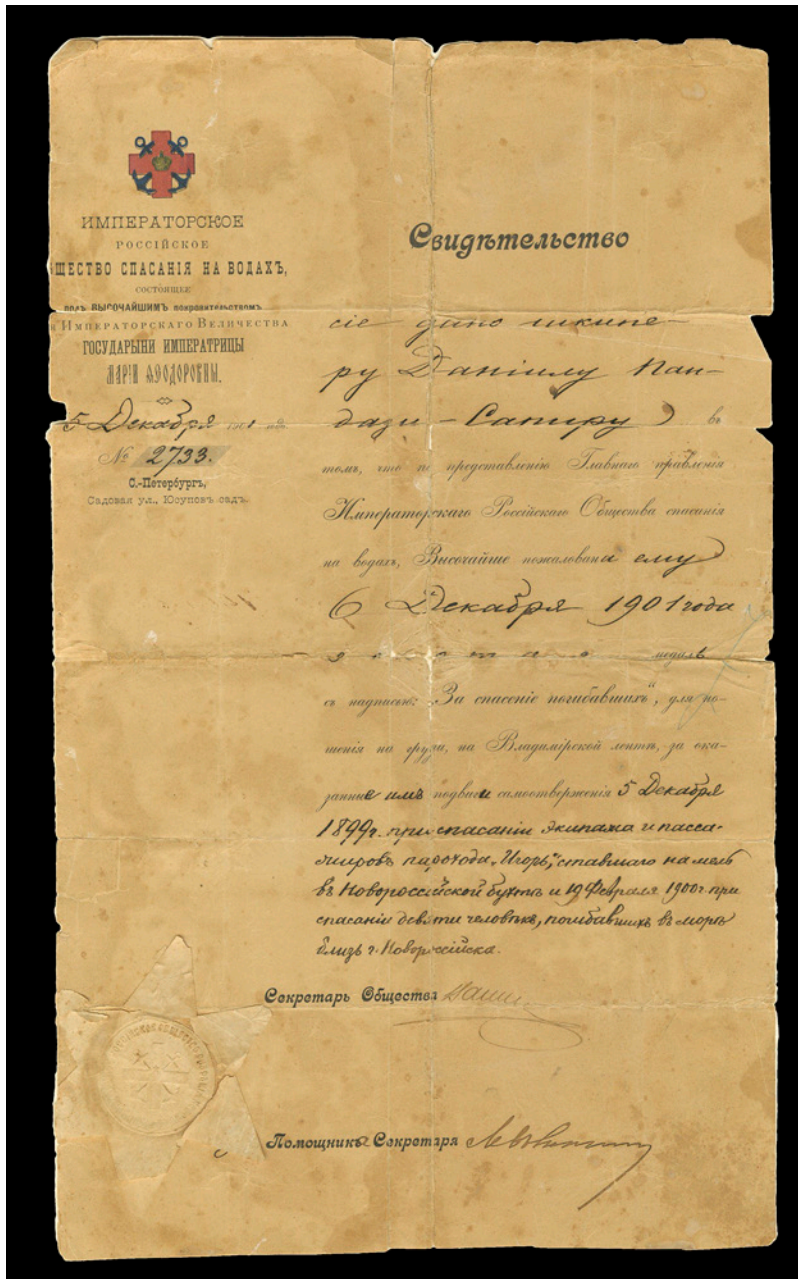 ИМПЕРАТОРСКОЕ
РОССІЙСКОЕ
ЩЕСТВО СПАСАНІЯ НА ВОДАХЪ,
СОСТОЯЩЕЕ
подъ ВЫСОЧАЙШИМЪ покровительствомъ
ИМПЕРАТОРСКАГО ВЕЛИЧЕСТВА
ГОСУДАРЫНИ ИМПЕРАТРИЦЫ
МАРІИ ѲЕОДОРОВНЫ.
5 Декабря
№ 2733.
С.-Петербургъ,
Садовая ул., Юсуповъ садъ.
Свидѣтельство
сіе дано шкипе-
ру Даніилу Пан-
дази-Сапиру въ
томъ, что по представленію Главнаго правленія
Императорскаго Россійскаго Общества спасанія
на водахъ, Высочайше пожалована ему
6 Декабря 1901 года
медаль
съ надписью: „За спасеніе погибавшихъ", для но-
шенія на груди, на Владимірской лентѣ, за ока-
занные имъ подвиги самоотверженія 5 Декабря
1899 г. при спасаніи экипажа и пасса-
жировъ парохода „Игорь", ставшаго на мель
въ Новороссійской бухтѣ и 19 Февраля 1900 г. при
спасаніи девяти человѣкъ, погибавшихъ въ морѣ
близъ г. Новороссійска.
Секретарь Общества
Помощникъ Секретаря